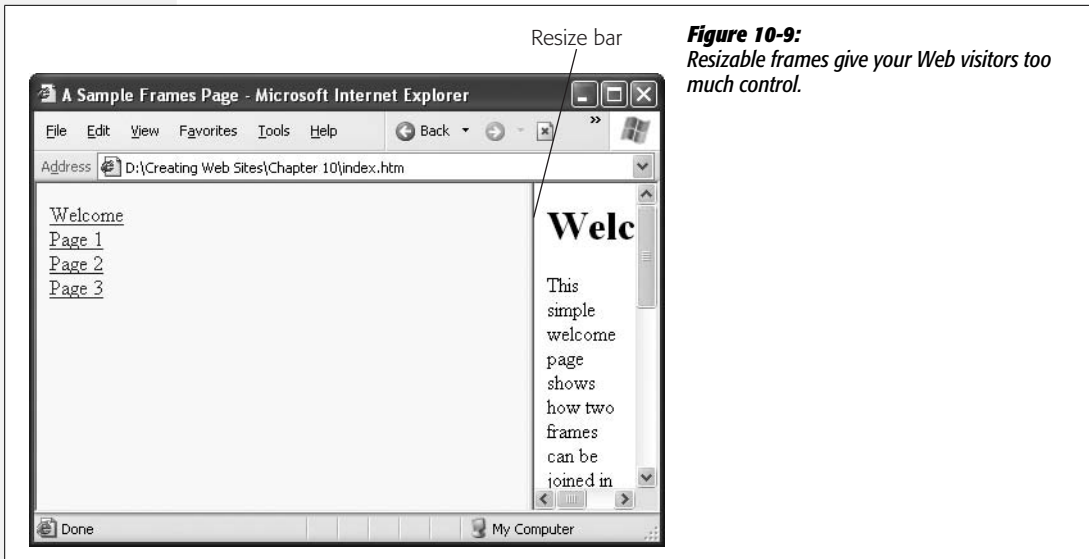 Resize bar
Figure 10-9:
Resizable frames give your Web visitors too
much control.
A Sample Frames Page - Microsoft Internet Explorer
File Edit View Favorites Tools Help Back »
Address D:\Creating Web Sites\Chapter 10\index.htm
Welcome
Page 1
Page 2
Page 3
Welc
This
simple
welcome
page
shows
how two
frames
can be
joined in
Done
My Computer